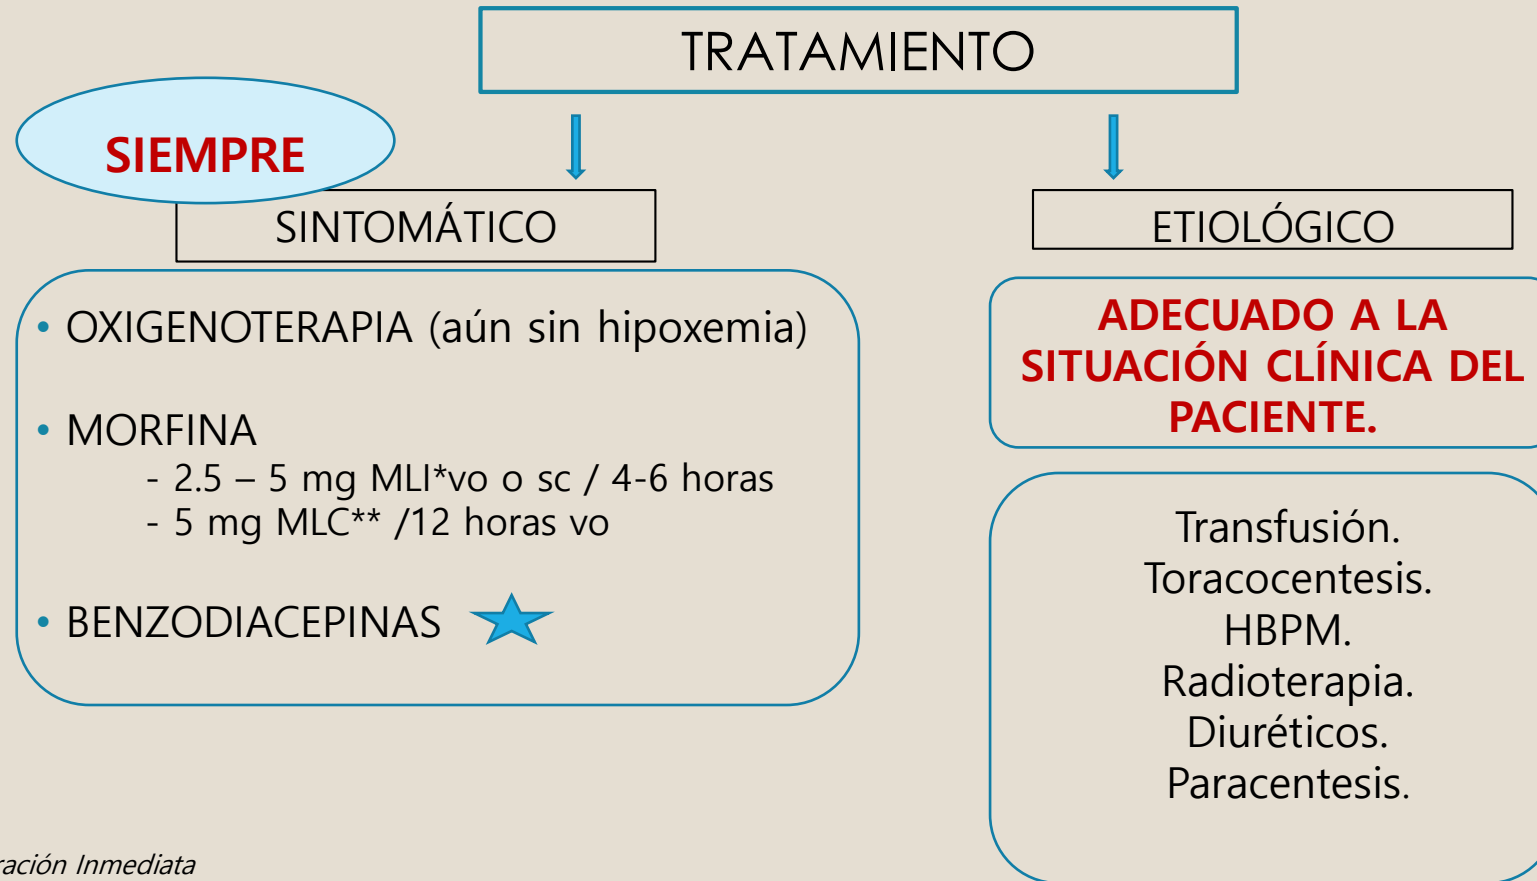 TRATAMIENTO
SIEMPRE
SINTOMÁTICO
• OXIGENOTERAPIA (aún sin hipoxemia)
• MORFINA
- 2.5 – 5 mg MLI*vo o sc / 4-6 horas
- 5 mg MLC** /12 horas vo
• BENZODIACEPINAS
ETIOLÓGICO
ADECUADO A LA
SITUACIÓN CLÍNICA DEL
PACIENTE.
Transfusión.
Toracocentesis.
HBPM.
Radioterapia.
Diuréticos.
Paracentesis.
Inmediata